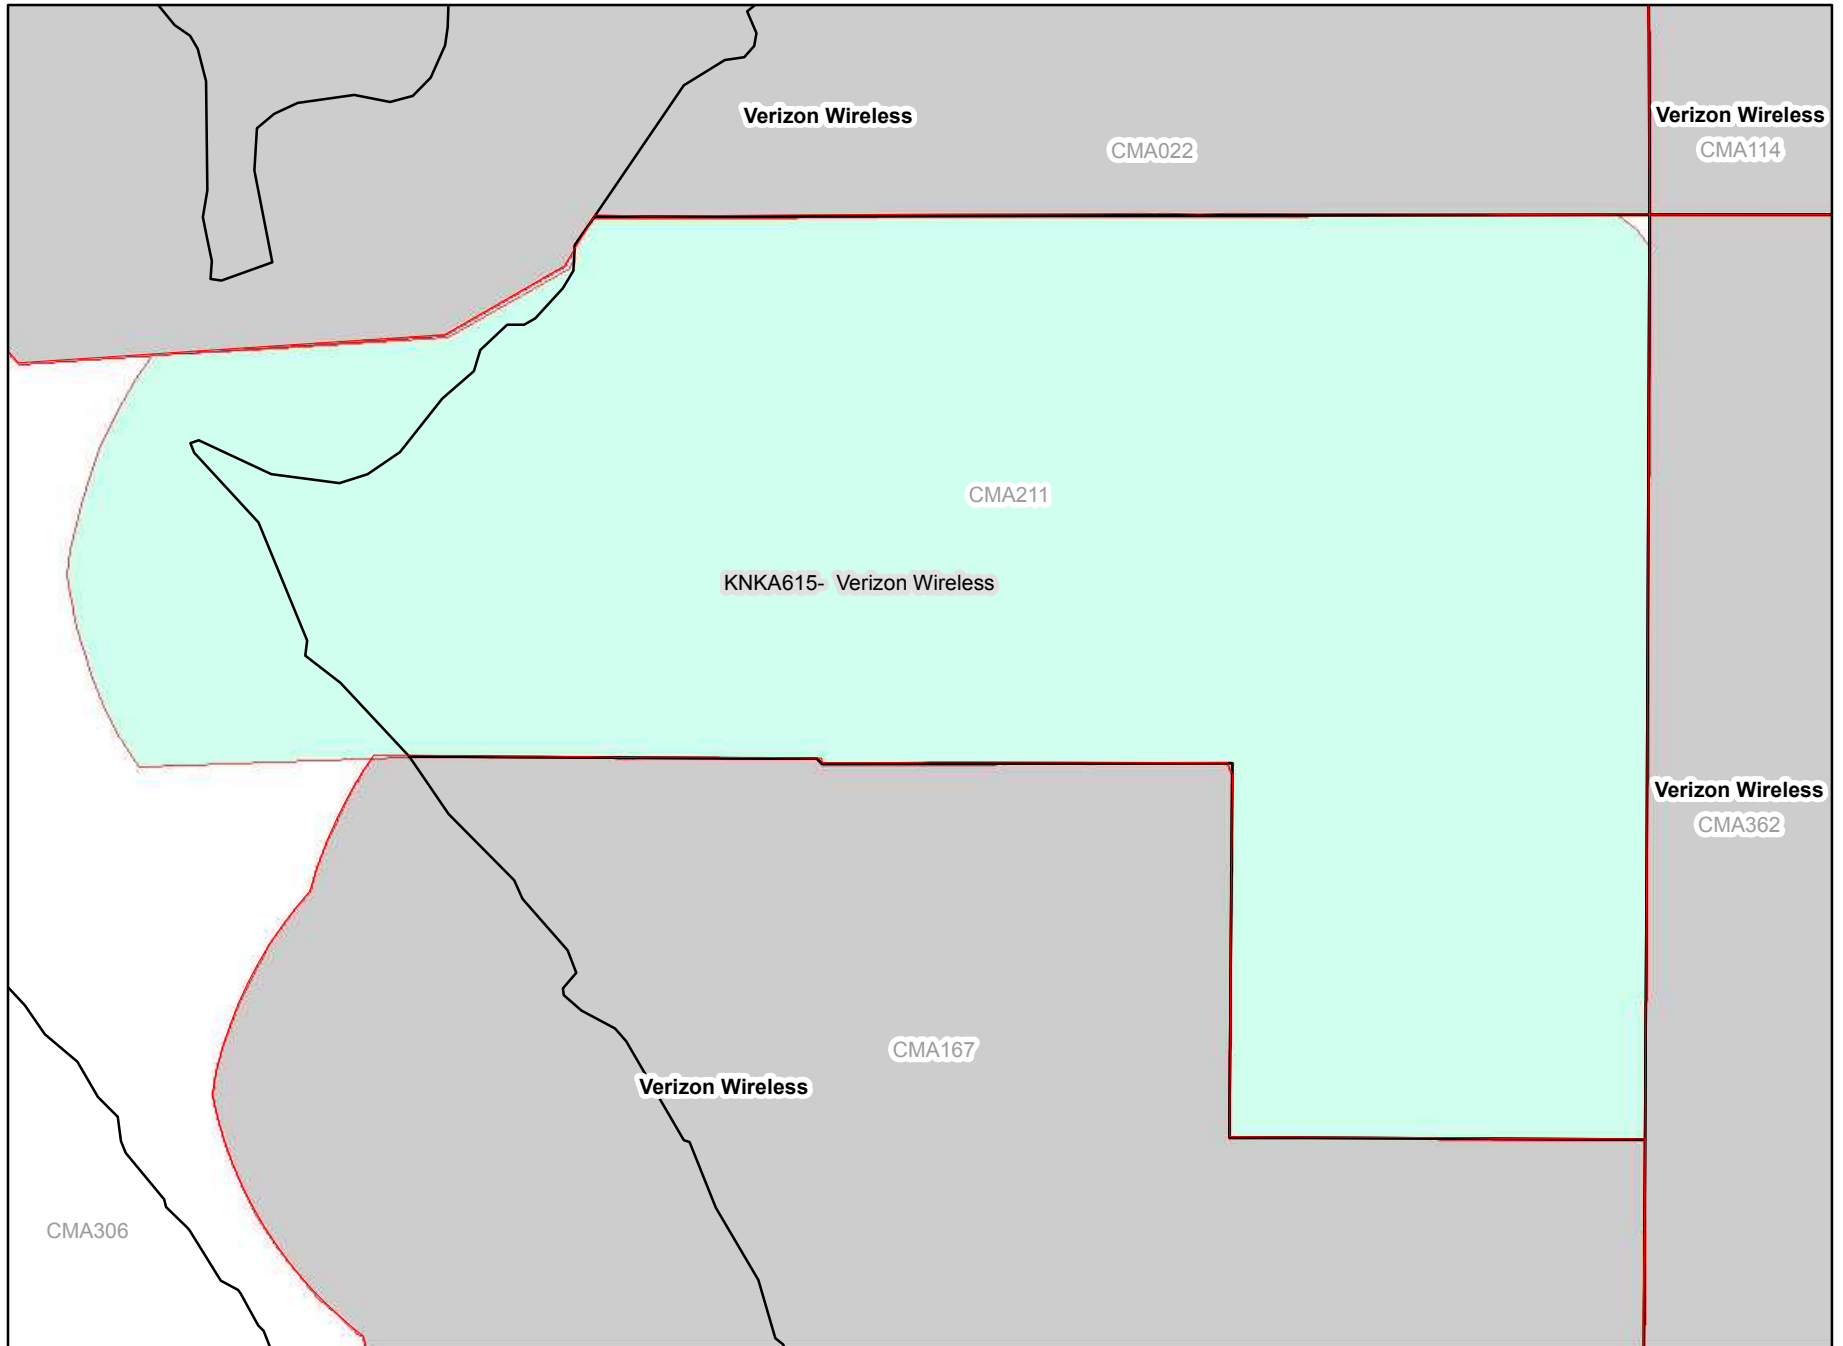 Verizon Wireless
CMA022
Verizon Wireless
CMA114
CMA211
KNKA615- Verizon Wireless
Verizon Wireless
CMA362
CMA167
Verizon Wireless
CMA306